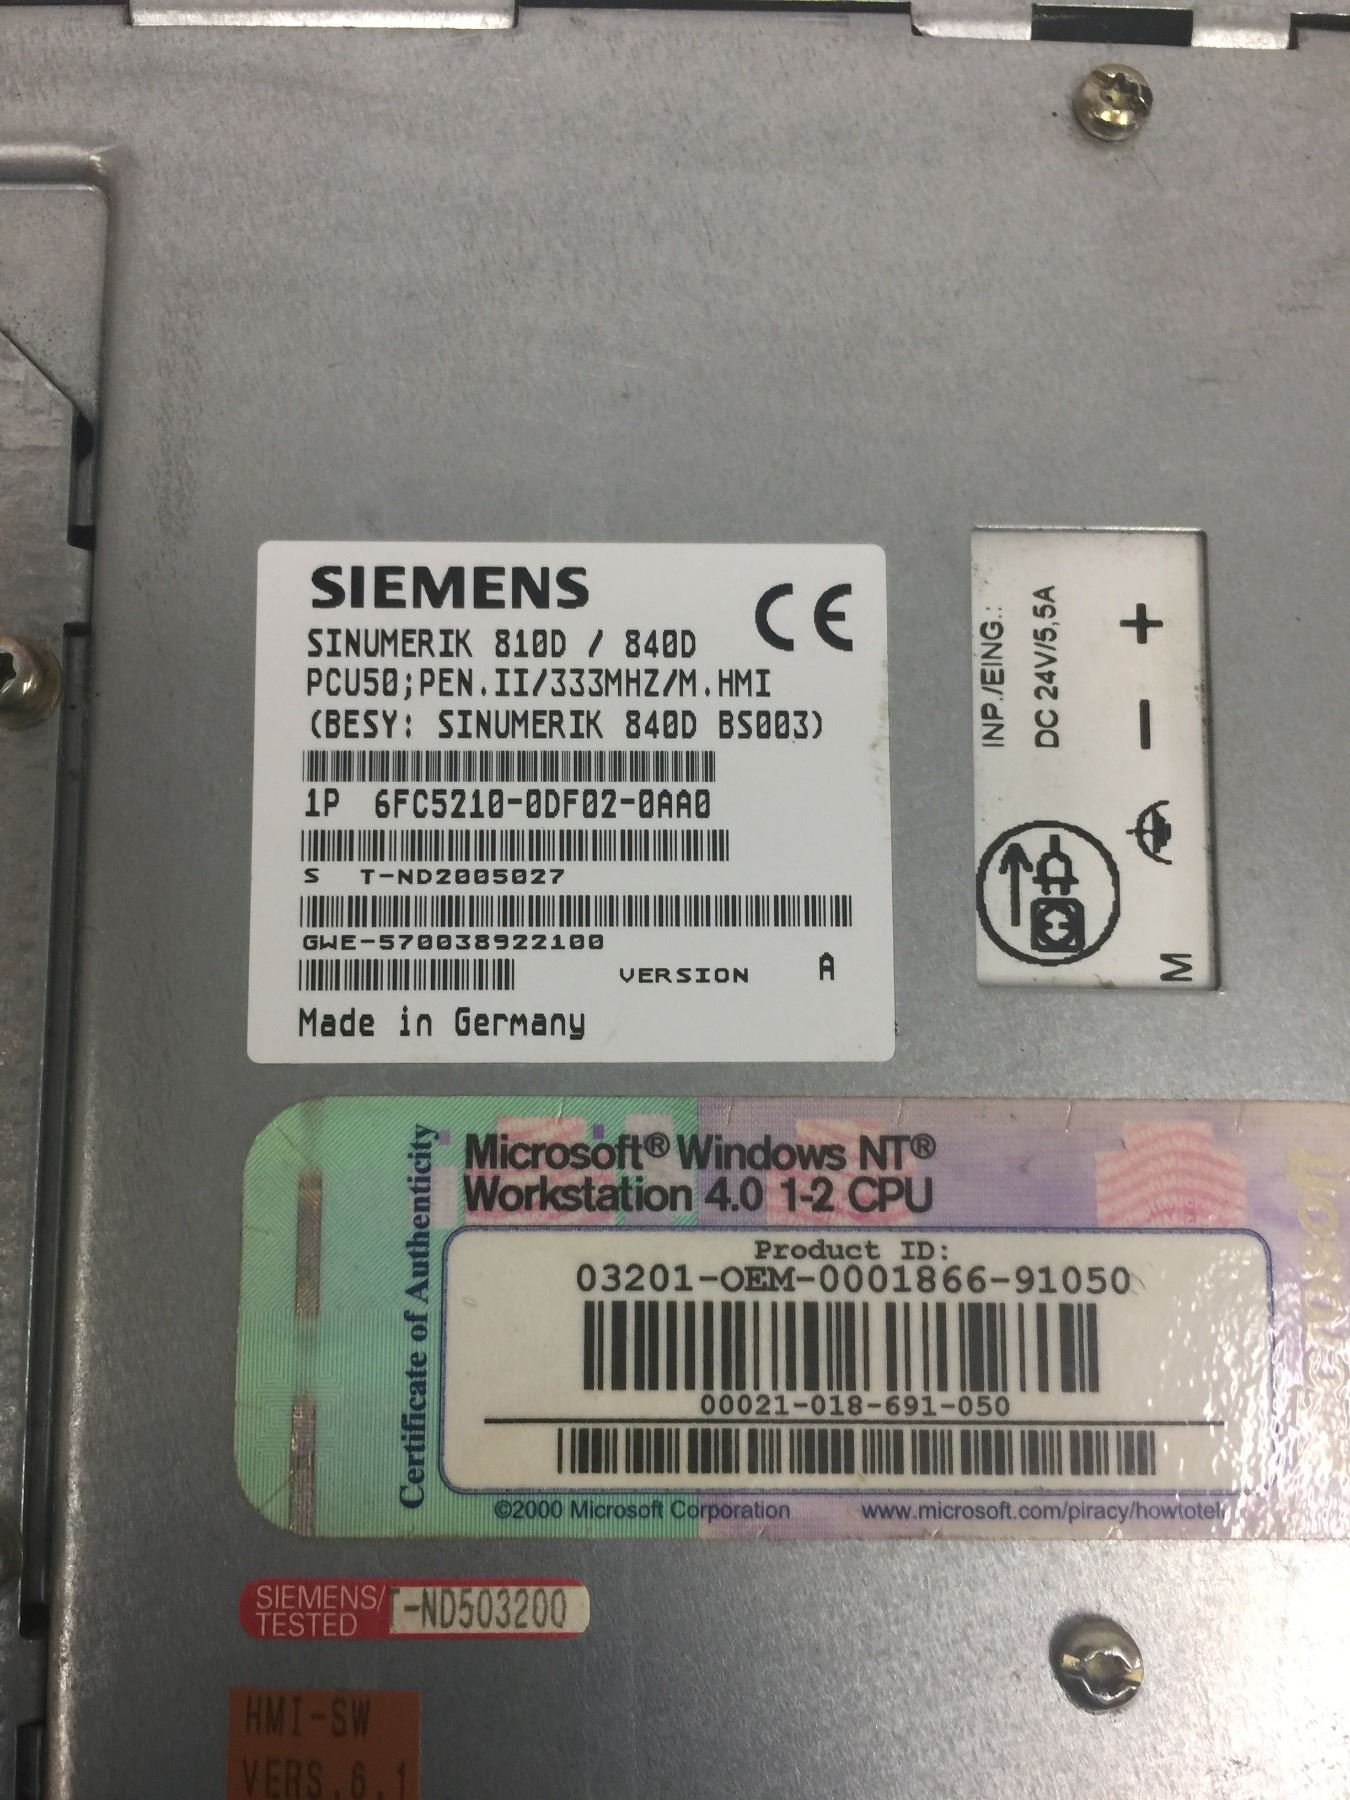 SIEMENS
CE
SINUMERIK 810D / 840D
PCU50;PEN.II/333MHZ/M.HMI
(BESY: SINUMERIK 840D BS003)
1P 6FC5210-0DF02-0AA0
S T-ND2005027
GWE-570038922100
VERSION A
Made in Germany
INP./EING.:
DC 24V/5,5A
+
−
M
Certificate of Authenticity
Microsoft® Windows NT®
Workstation 4.0 1-2 CPU
Product ID:
03201-OEM-0001866-91050
00021-018-691-050
©2000 Microsoft Corporation
www.microsoft.com/piracy/howtotell
SIEMENS/
TESTED
T-ND503200
HMI-SW
VERS.6.1